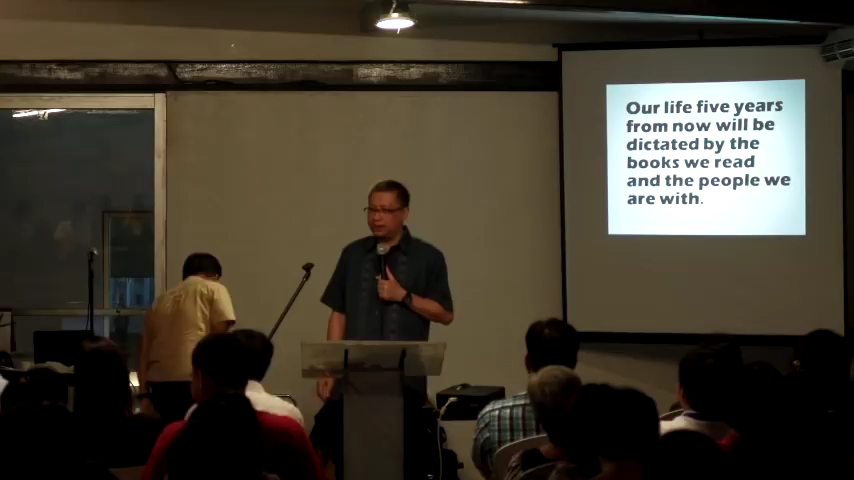 Our life five years
from now will be
dictated by the
books we read
and the people we
are with.